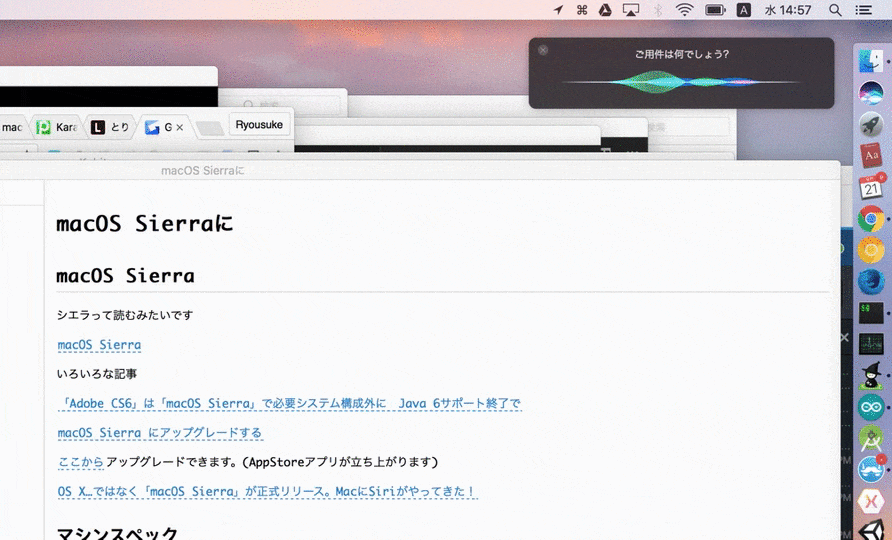 A 水 14:57
ご用件は何でしょう?
mac Kara L とり G × Ryousuke
macOS Sierraに
macOS Sierraに
macOS Sierra
シエラって読むみたいです
macOS Sierra
いろいろな記事
「Adobe CS6」は「macOS Sierra」で必要システム構成外に Java 6サポート終了で
macOS Sierra にアップグレードする
ここからアップグレードできます。(AppStoreアプリが立ち上がります)
OS X…ではなく「macOS Sierra」が正式リリース。MacにSiriがやってきた!
マシンスペック
Aa
21